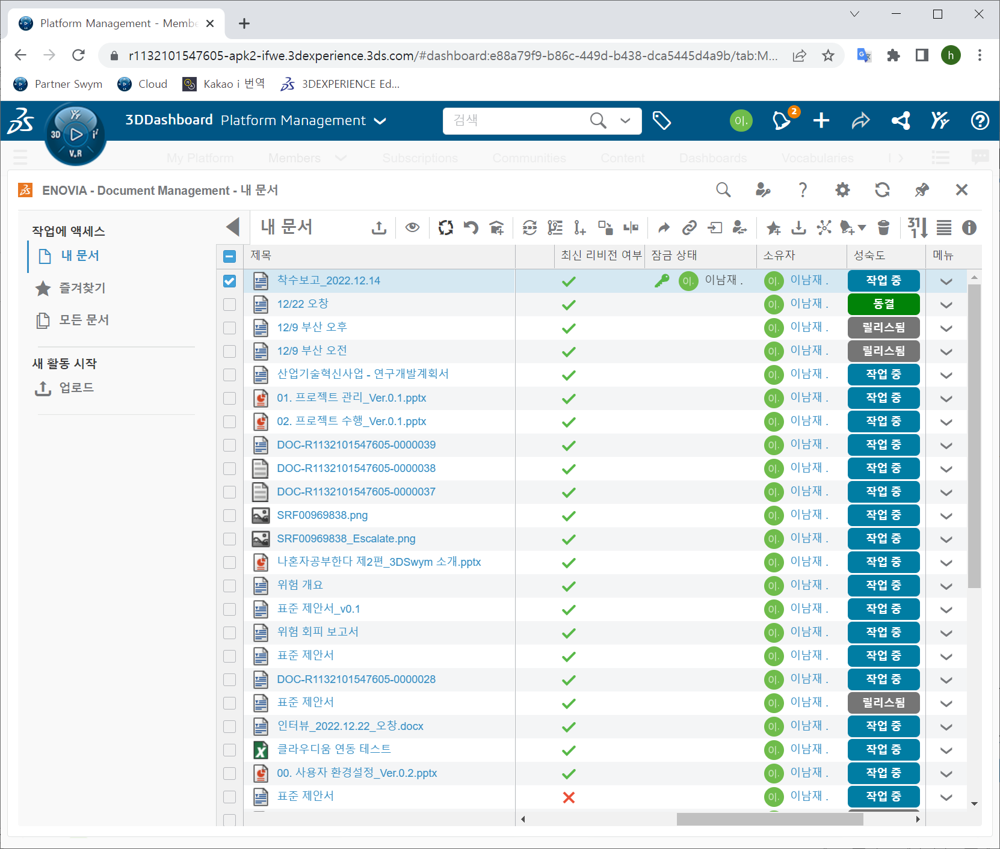 Platform Management - Membe
r1132101547605-apk2-ifwe.3dexperience.3ds.com/#dashboard:e88a79f9-b86c-449d-b438-dca5445d4a9b/tab:M...
h
Partner Swym
Cloud
Kakao i 번역
3DEXPERIENCE Ed...
3D
V.R
3DDashboard Platform Management
검색
이.
2
My Platform
Members
Subscriptions
Communities
Content
Dashboards
Vocabularies
ENOVIA - Document Management - 내 문서
작업에 액세스
내 문서
즐겨찾기
모든 문서
새 활동 시작
업로드
내 문서
31
1
제목 최신 리비전 여부 잠금 상태 소유자 성숙도 메뉴
착수보고_2022.12.14 이. 이남재 . 이. 이남재 . 작업 중
12/22 오창 이. 이남재 . 동결
12/9 부산 오후 이. 이남재 . 릴리스됨
12/9 부산 오전 이. 이남재 . 릴리스됨
산업기술혁신사업 - 연구개발계획서 이. 이남재 . 작업 중
01. 프로젝트 관리_Ver.0.1.pptx 이. 이남재 . 작업 중
02. 프로젝트 수행_Ver.0.1.pptx 이. 이남재 . 작업 중
DOC-R1132101547605-0000039 이. 이남재 . 작업 중
DOC-R1132101547605-0000038 이. 이남재 . 작업 중
DOC-R1132101547605-0000037 이. 이남재 . 작업 중
SRF00969838.png 이. 이남재 . 작업 중
SRF00969838_Escalate.png 이. 이남재 . 작업 중
나혼자공부한다 제2편_3DSwym 소개.pptx 이. 이남재 . 작업 중
위험 개요 이. 이남재 . 작업 중
표준 제안서_v0.1 이. 이남재 . 작업 중
위험 회피 보고서 이. 이남재 . 작업 중
표준 제안서 이. 이남재 . 작업 중
DOC-R1132101547605-0000028 이. 이남재 . 작업 중
표준 제안서 이. 이남재 . 릴리스됨
인터뷰_2022.12.22_오창.docx 이. 이남재 . 작업 중
클라우디움 연동 테스트 이. 이남재 . 작업 중
00. 사용자 환경설정_Ver.0.2.pptx 이. 이남재 . 작업 중
표준 제안서 이. 이남재 . 작업 중